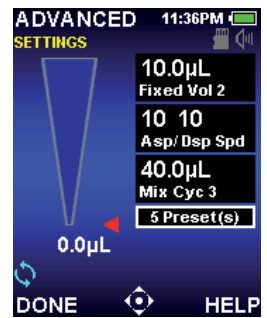 ADVANCED 11:36PM
SETTINGS
10.0µL
Fixed Vol 2
10 10
Asp/Dsp Spd
40.0µL
Mix Cyc 3
5 Preset(s)
0.0µL
DONE HELP